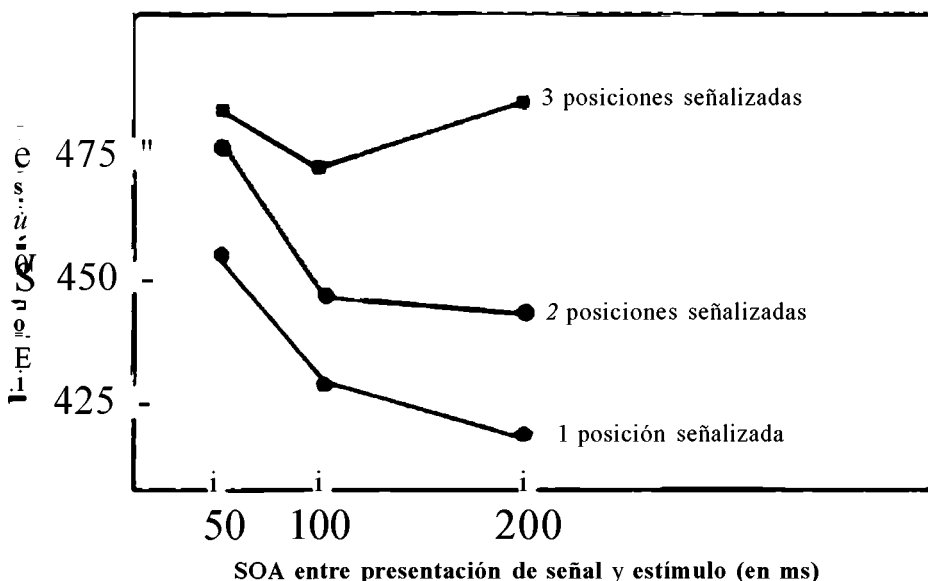 3 posiciones señalizadas
475
450
2 posiciones señalizadas
425
1 posición señalizada
50 100 200
SOA entre presentación de señal y estímulo (en ms)